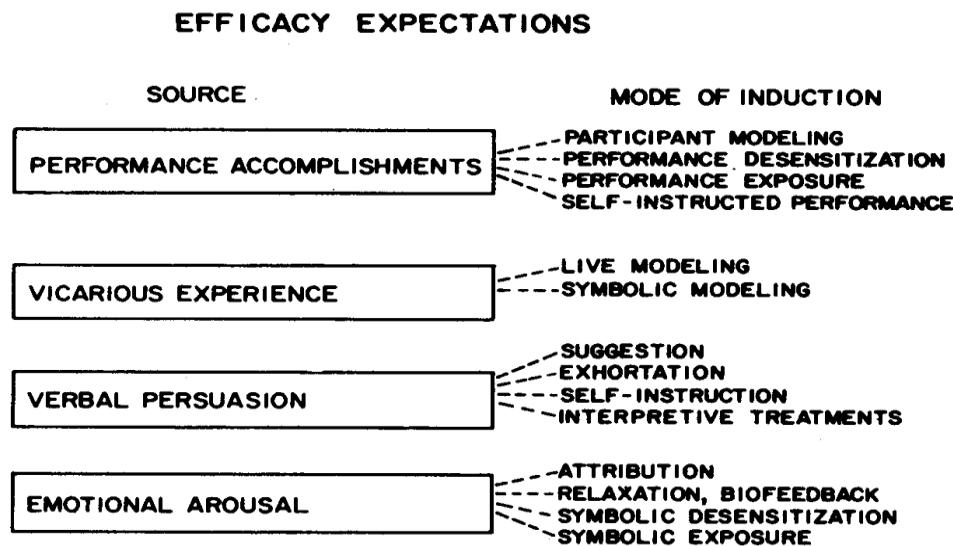 EFFICACY EXPECTATIONS
SOURCE
MODE OF INDUCTION
PERFORMANCE ACCOMPLISHMENTS
PARTICIPANT MODELING
PERFORMANCE DESENSITIZATION
PERFORMANCE EXPOSURE
SELF-INSTRUCTED PERFORMANCE
VICARIOUS EXPERIENCE
LIVE MODELING
SYMBOLIC MODELING
VERBAL PERSUASION
SUGGESTION
EXHORTATION
SELF-INSTRUCTION
INTERPRETIVE TREATMENTS
EMOTIONAL AROUSAL
ATTRIBUTION
RELAXATION, BIOFEEDBACK
SYMBOLIC DESENSITIZATION
SYMBOLIC EXPOSURE